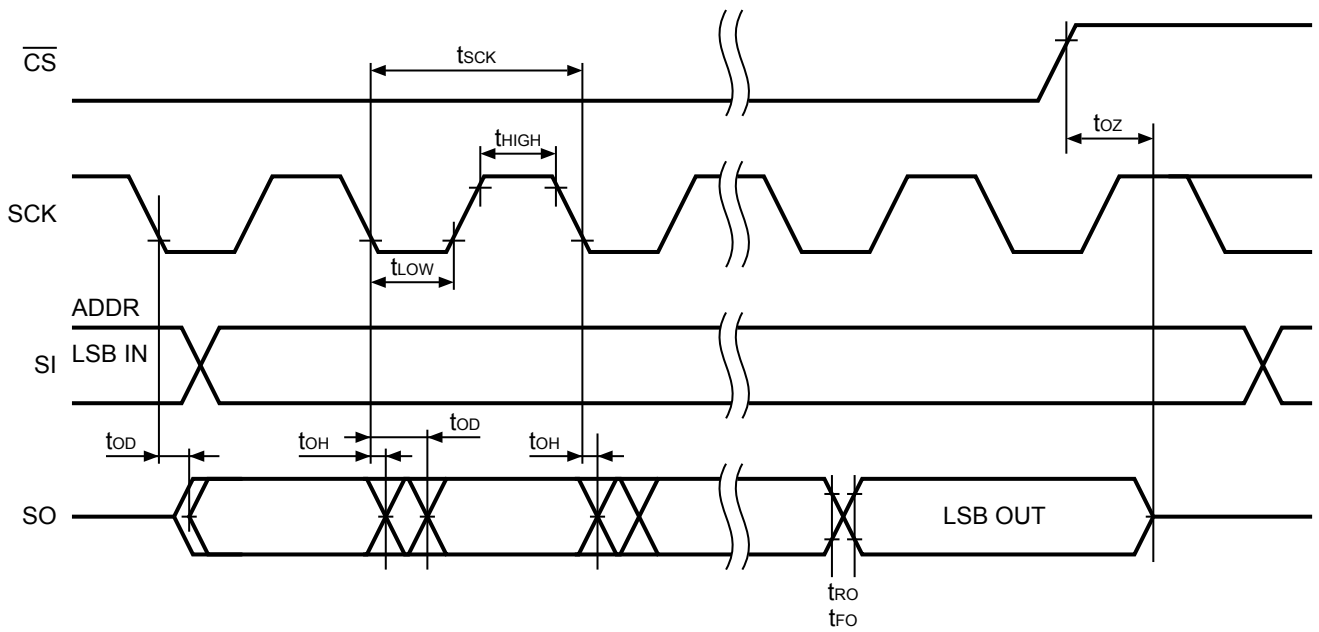 CS
tSCK
tHIGH
tOZ
SCK
tLOW
ADDR
SI
LSB IN
tOD
tOH
tOD
tOH
SO
LSB OUT
tRO
tFO